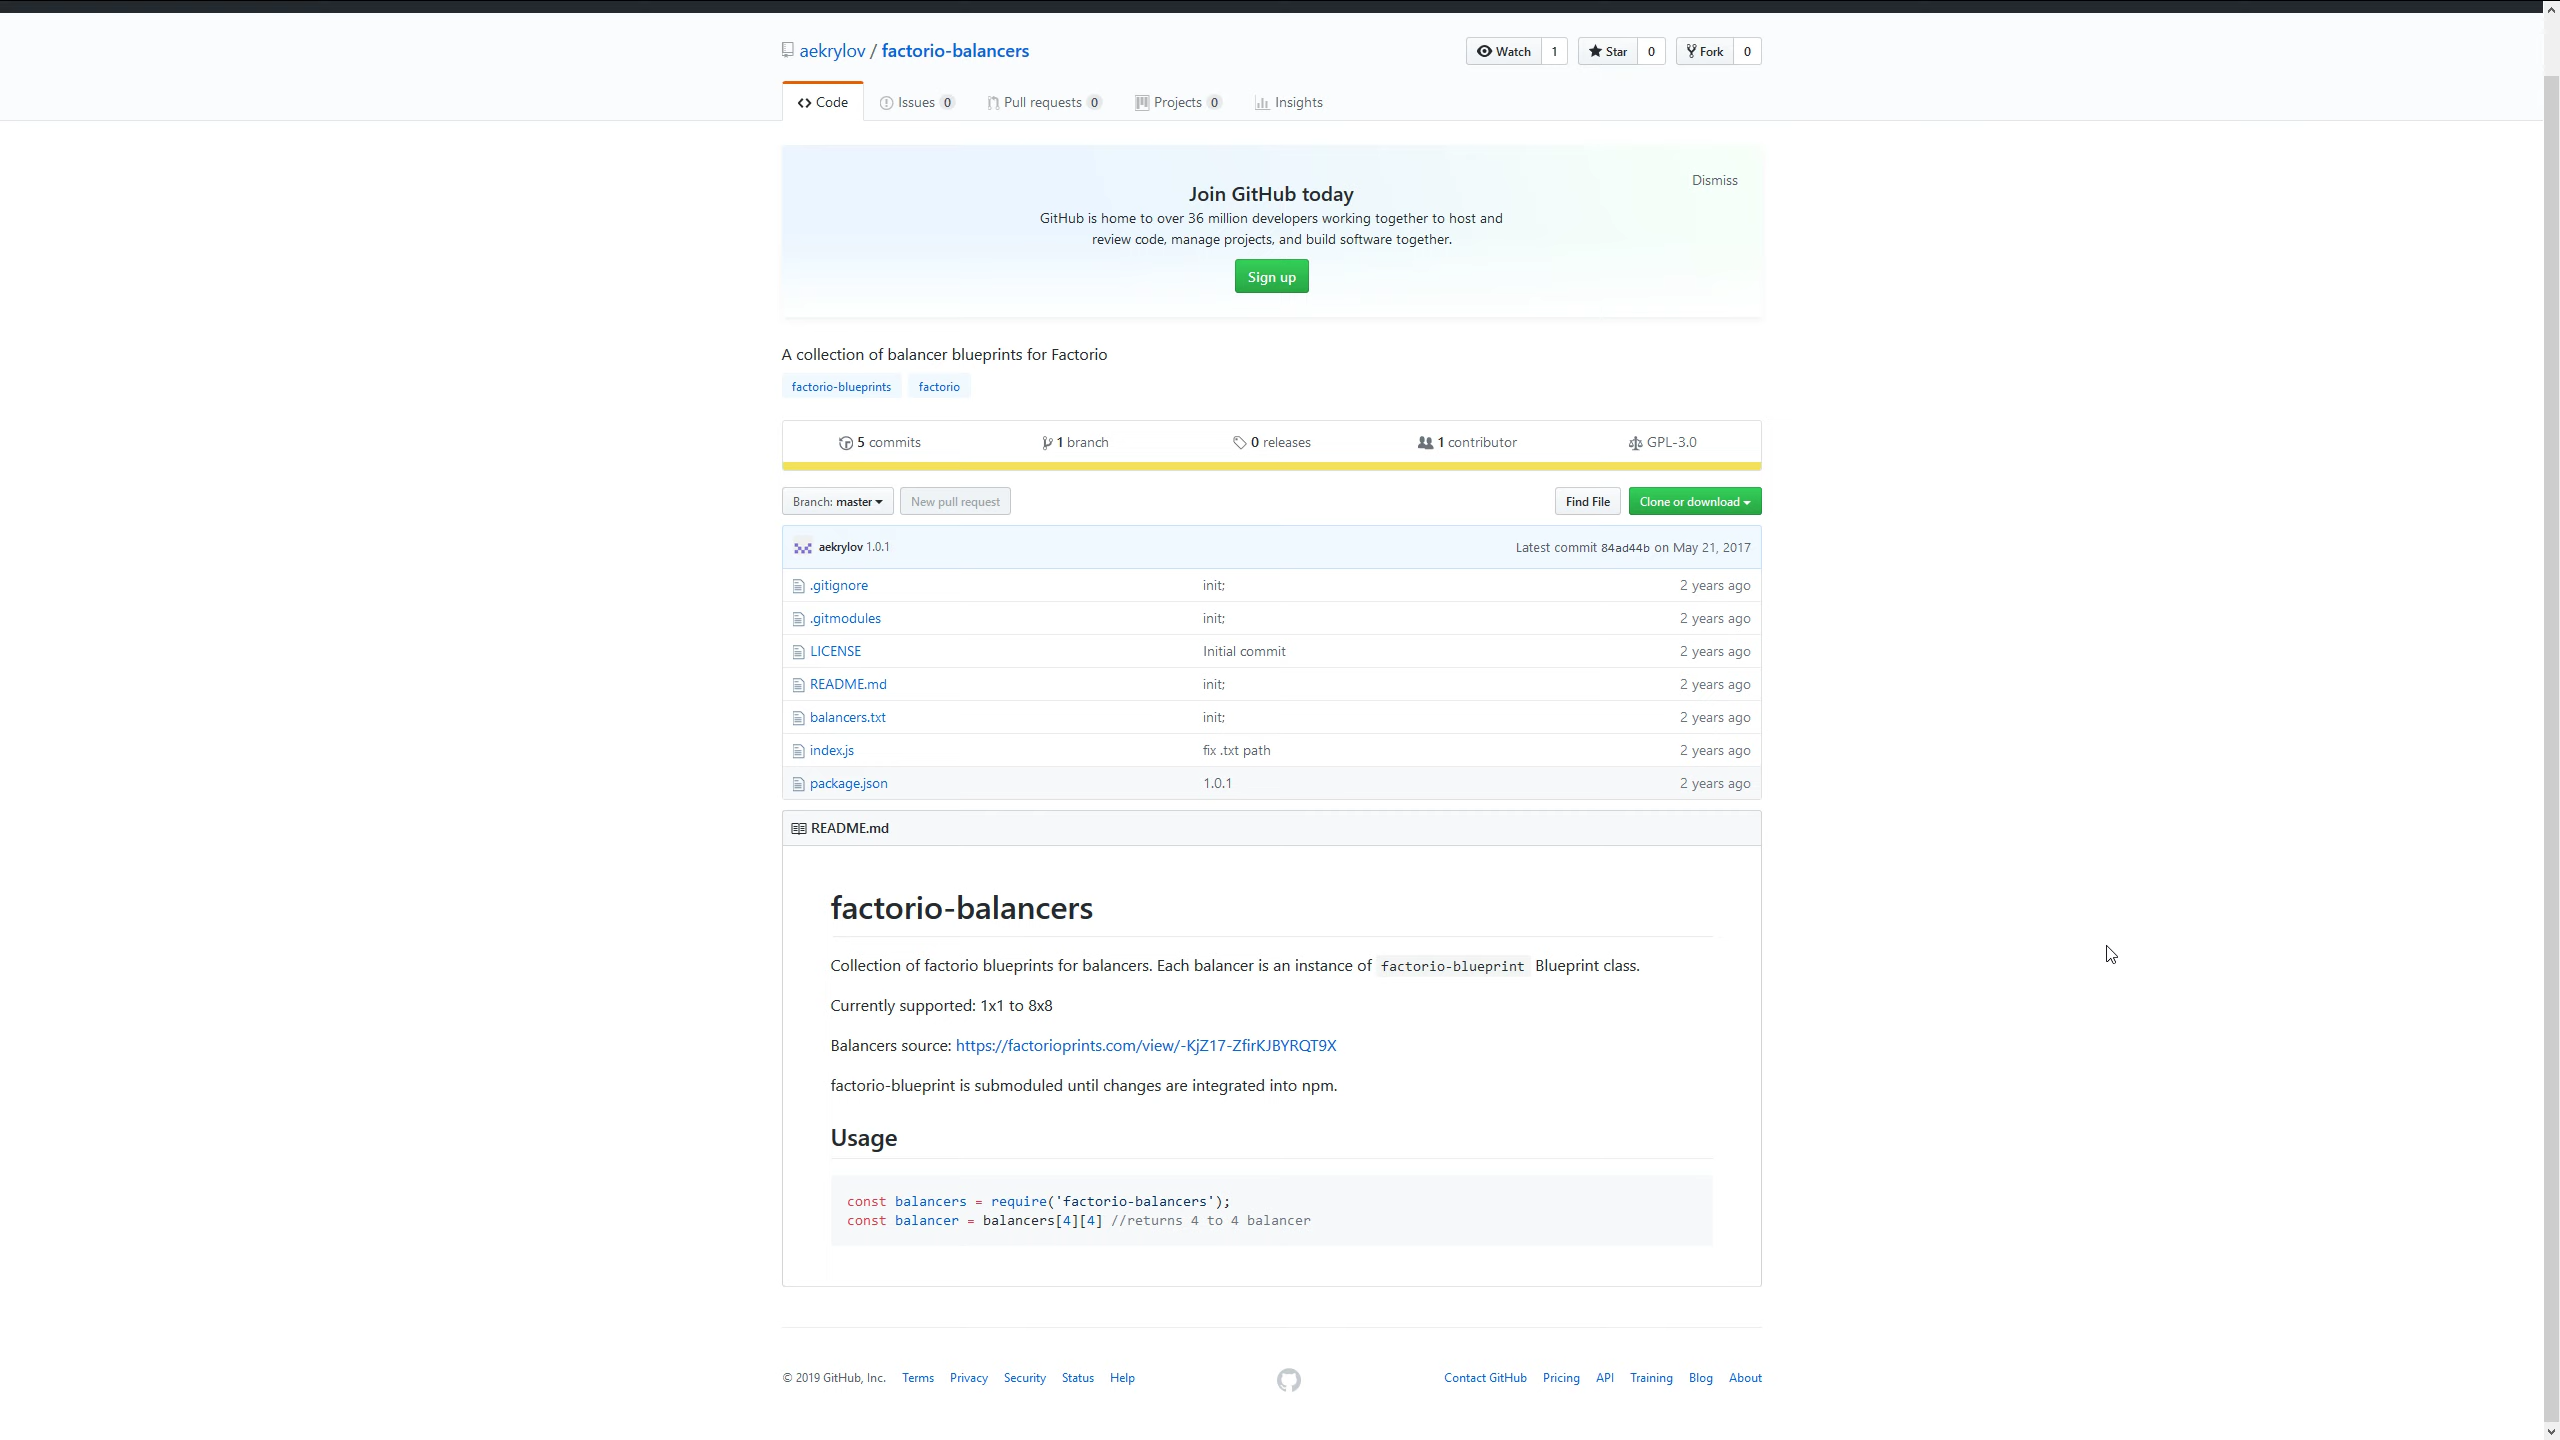 aekrylov / factorio-balancers
Watch 1 Star 0 Fork 0
Code Issues 0 Pull requests 0 Projects 0 Insights
Dismiss
Join GitHub today
GitHub is home to over 36 million developers working together to host and
review code, manage projects, and build software together.
Sign up
A collection of balancer blueprints for Factorio
factorio-blueprints factorio
5 commits 1 branch 0 releases 1 contributor GPL-3.0
Branch: master New pull request Find File Clone or download
aekrylov 1.0.1 Latest commit 84ad44b on May 21, 2017
.gitignore init; 2 years ago
.gitmodules init; 2 years ago
LICENSE Initial commit 2 years ago
README.md init; 2 years ago
balancers.txt init; 2 years ago
index.js fix .txt path 2 years ago
package.json 1.0.1 2 years ago
README.md
factorio-balancers
Collection of factorio blueprints for balancers. Each balancer is an instance of factorio-blueprint Blueprint class.
Currently supported: 1x1 to 8x8
Balancers source: https://factorioprints.com/view/-KjZ17-ZfirKJBYRQT9X
factorio-blueprint is submoduled until changes are integrated into npm.
Usage
const balancers = require('factorio-balancers');
const balancer = balancers[4][4] //returns 4 to 4 balancer
© 2019 GitHub, Inc. Terms Privacy Security Status Help Contact GitHub Pricing API Training Blog About